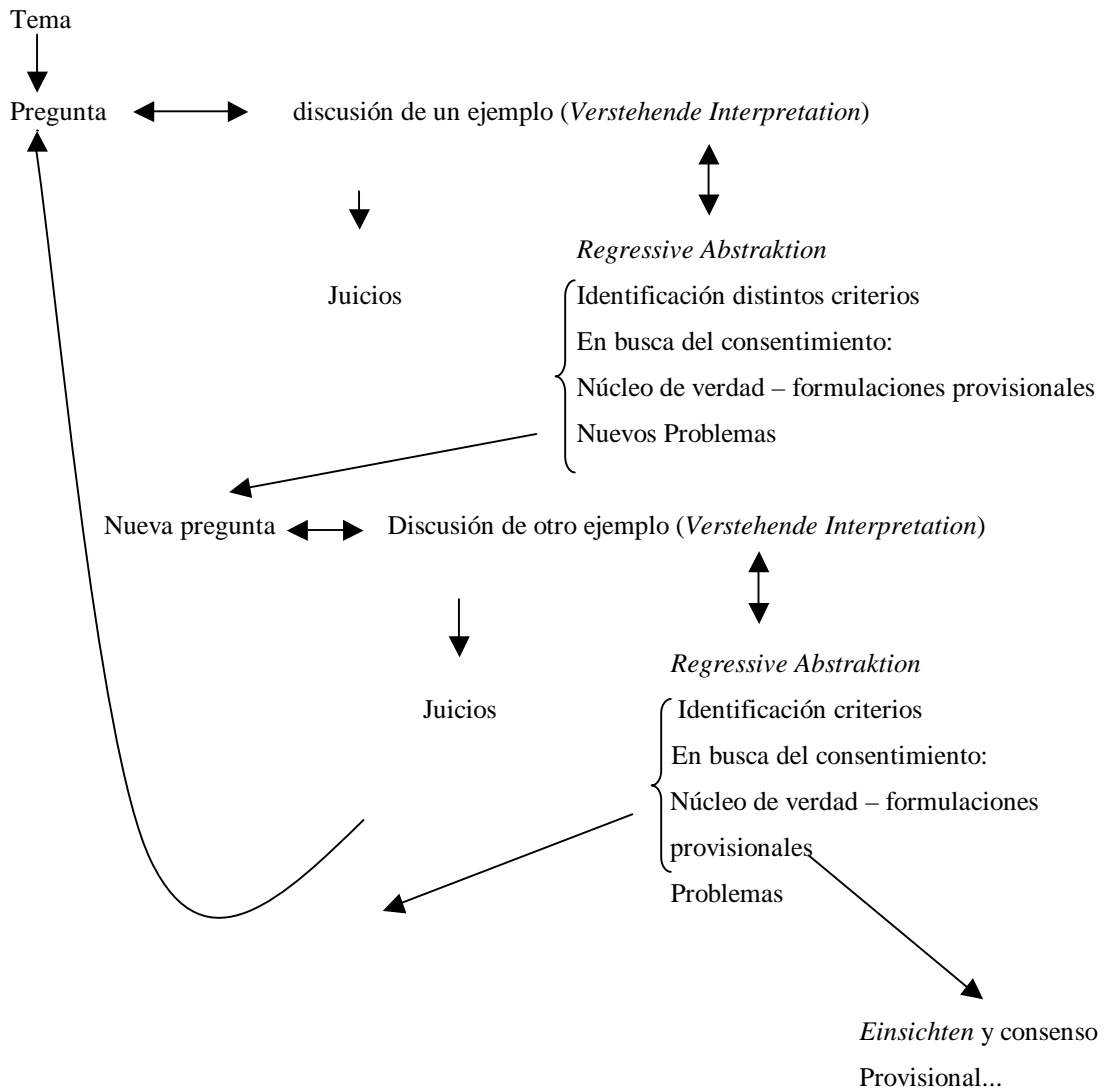 Tema
Pregunta
discusión de un ejemplo (Verstehende Interpretation)
Regressive Abstraktion
Juicios
Identificación distintos criterios
En busca del consentimiento:
Núcleo de verdad – formulaciones provisionales
Nuevos Problemas
Nueva pregunta
Discusión de otro ejemplo (Verstehende Interpretation)
Regressive Abstraktion
Juicios
Identificación criterios
En busca del consentimiento:
Núcleo de verdad – formulaciones
provisionales
Problemas
Einsichten y consenso
Provisional...